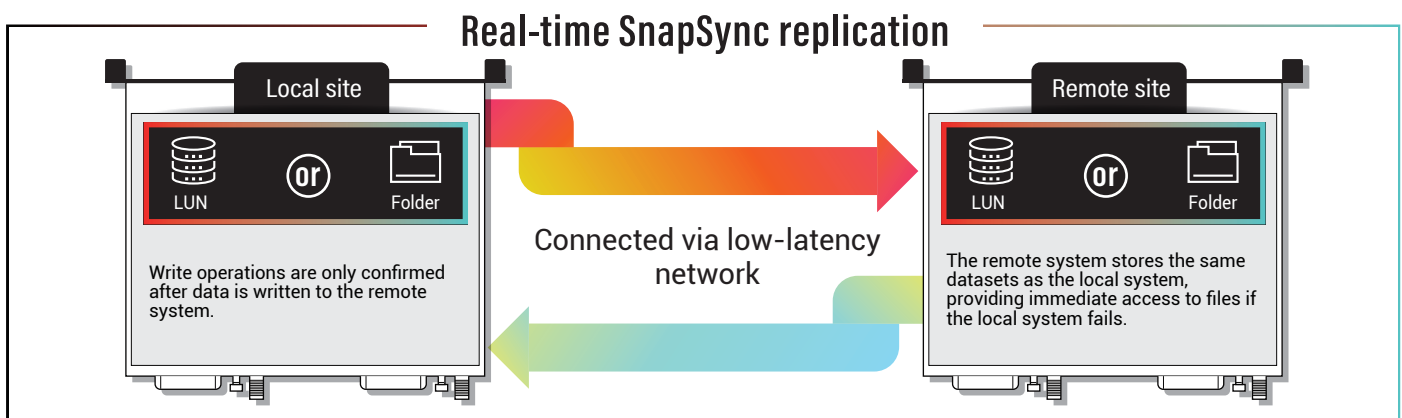 Real-time SnapSync replication
Local site
LUN
or
Folder
Write operations are only confirmed
after data is written to the remote
system.
Connected via low-latency
network
Remote site
LUN
or
Folder
The remote system stores the same
datasets as the local system,
providing immediate access to files if
the local system fails.